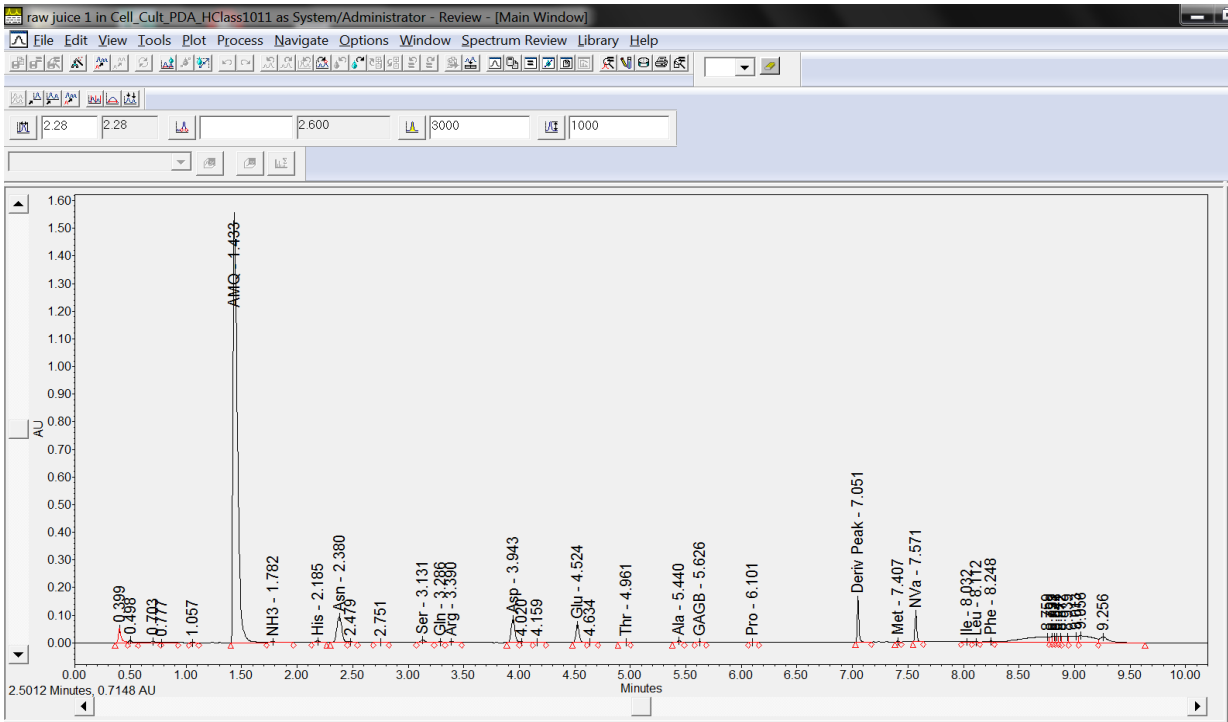 raw juice 1 in Cell_Cult_PDA_HClass1011 as System/Administrator - Review - [Main Window]
File Edit View Tools Plot Process Navigate Options Window Spectrum Review Library Help
2.28 2.28 2.600 3000 1000
1.60
1.50
1.40
1.30
1.20
1.10
1.00
0.90
0.80
0.70
0.60
0.50
0.40
0.30
0.20
0.10
0.00
AU
0.399
0.498
0.703
0.777
1.057
AMQ - 1.433
NH3 - 1.782
His - 2.185
Asn - 2.380
2.479
2.751
Ser - 3.131
Gln - 3.286
Arg - 3.390
Asp - 3.943
4.020
4.159
Glu - 4.524
4.634
Thr - 4.961
Ala - 5.440
GAGB - 5.626
Pro - 6.101
Deriv Peak - 7.051
Met - 7.407
NVa - 7.571
Ile - 8.032
Leu - 8.112
Phe - 8.248
9.256
0.00 0.50 1.00 1.50 2.00 2.50 3.00 3.50 4.00 4.50 5.00 5.50 6.00 6.50 7.00 7.50 8.00 8.50 9.00 9.50 10.00
Minutes
2.5012 Minutes, 0.7148 AU